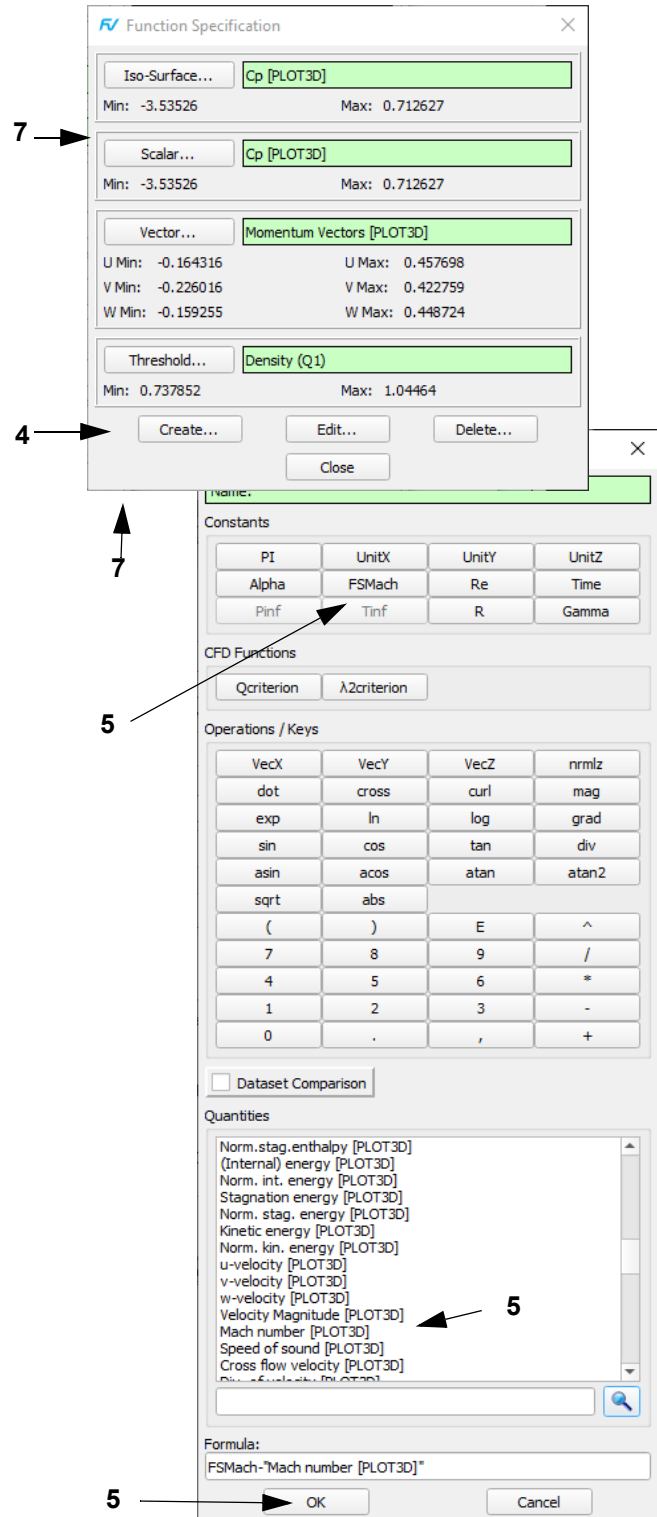 Function Specification
Iso-Surface... Cp [PLOT3D]
Min: -3.53526 Max: 0.712627
7
Scalar... Cp [PLOT3D]
Min: -3.53526 Max: 0.712627
Vector... Momentum Vectors [PLOT3D]
U Min: -0.164316 U Max: 0.457698
V Min: -0.226016 V Max: 0.422759
W Min: -0.159255 W Max: 0.448724
Threshold... Density (Q1)
Min: 0.737852 Max: 1.04464
4
Create... Edit... Delete...
Close
Name:
7
Constants
PI UnitX UnitY UnitZ
Alpha FSMach Re Time
Pinf Tinf R Gamma
CFD Functions
Qcriterion λ2criterion
5
Operations / Keys
VecX VecY VecZ nrmlz
dot cross curl mag
exp ln log grad
sin cos tan div
asin acos atan atan2
sqrt abs
( ) E ^
7 8 9 /
4 5 6 *
1 2 3 -
0 . , +
Dataset Comparison
Quantities
Norm.stag.enthalpy [PLOT3D]
(Internal) energy [PLOT3D]
Norm. int. energy [PLOT3D]
Stagnation energy [PLOT3D]
Norm. stag. energy [PLOT3D]
Kinetic energy [PLOT3D]
Norm. kin. energy [PLOT3D]
u-velocity [PLOT3D]
v-velocity [PLOT3D]
w-velocity [PLOT3D]
Velocity Magnitude [PLOT3D]
5
Mach number [PLOT3D]
Speed of sound [PLOT3D]
Cross flow velocity [PLOT3D]
Div. of velocity [PLOT3D]
Formula:
FSMach-"Mach number [PLOT3D]"
5
OK Cancel